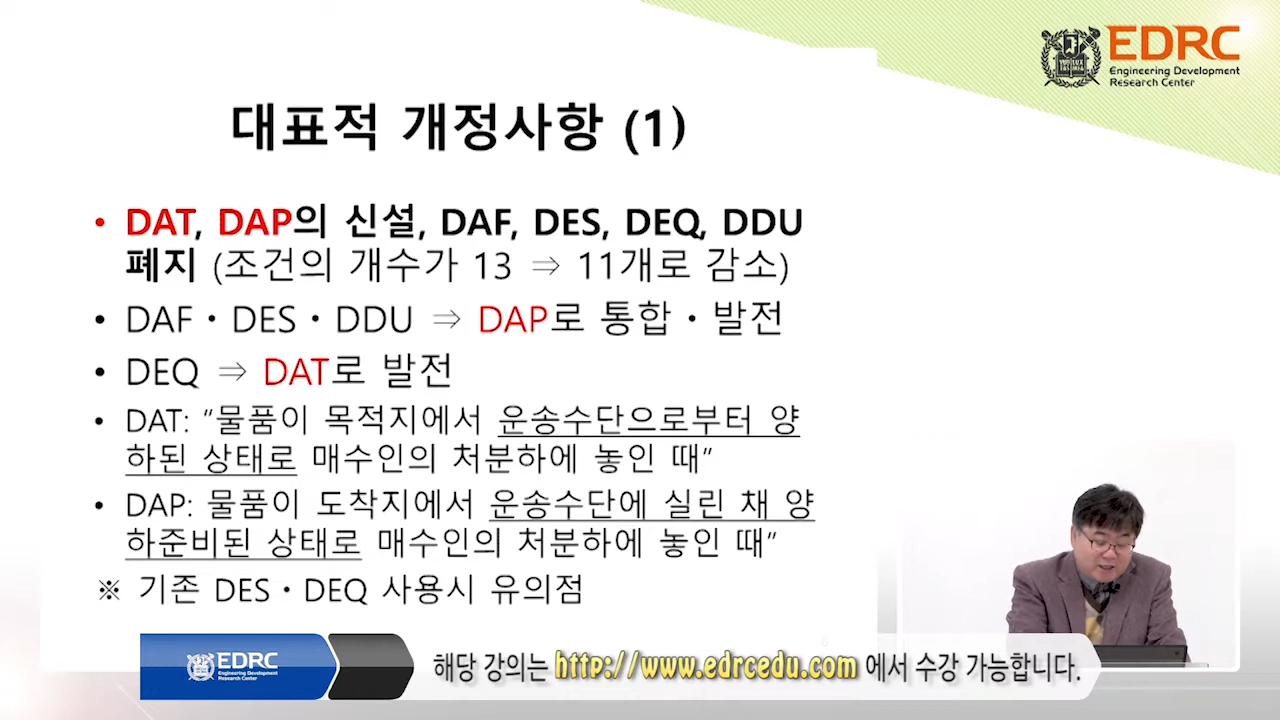 EDRC
Engineering Development
Research Center
대표적 개정사항 (1)
• DAT, DAP의 신설, DAF, DES, DEQ, DDU
폐지 (조건의 개수가 13 ⇒ 11개로 감소)
• DAF・DES・DDU ⇒ DAP로 통합・발전
• DEQ ⇒ DAT로 발전
• DAT: “물품이 목적지에서 운송수단으로부터 양
하된 상태로 매수인의 처분하에 놓인 때”
• DAP: 물품이 도착지에서 운송수단에 실린 채 양
하준비된 상태로 매수인의 처분하에 놓인 때”
※ 기존 DES・DEQ 사용시 유의점
EDRC
Engineering Development
Research Center
해당 강의는 http://www.edrcedu.com 에서 수강 가능합니다.